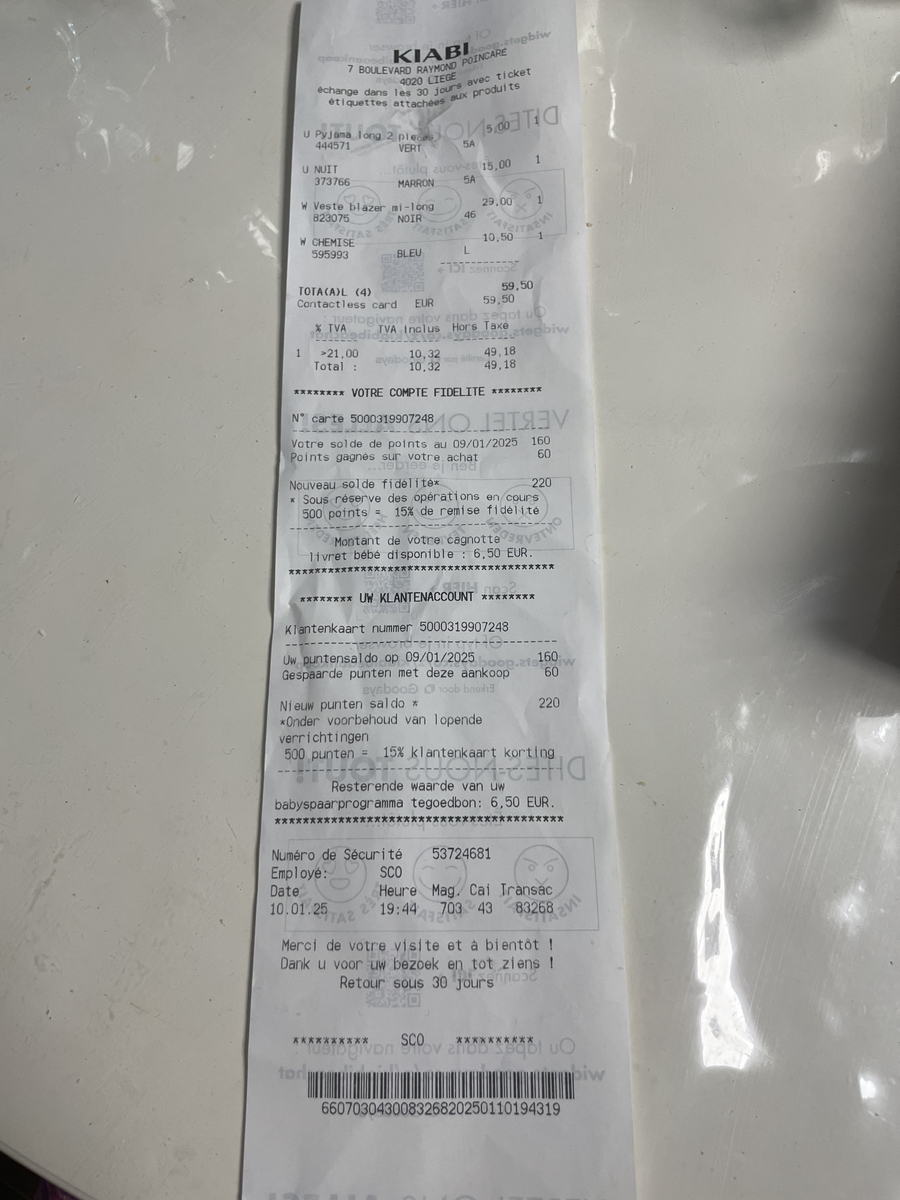 KIABI
7 BOULEVARD RAYMOND POINCARE
4020 LIEGE
échange dans les 30 jours avec ticket
étiquettes attachées aux produits
U Pyjama long 2 pieces 5,00 1
444571 VERT 5A
U NUIT 15,00 1
373766 MARRON 5A
W Veste blazer mi-long 29,00 1
823075 NOIR 46
W CHEMISE 10,50 1
595993 BLEU L
TOTA(A)L (4) 59,50
Contactless card EUR 59,50
% TVA TVA Inclus Hors Taxe
1 >21,00 10,32 49,18
Total : 10,32 49,18
******** VOTRE COMPTE FIDELITE ********
N° carte 5000319907248
Votre solde de points au 09/01/2025 160
Points gagnés sur votre achat 60
Nouveau solde fidélité* 220
* Sous réserve des opérations en cours
500 points = 15% de remise fidélité
Montant de votre cagnotte
livret bébé disponible : 6,50 EUR.
****************************************
******** UW KLANTENACCOUNT ********
Klantenkaart nummer 5000319907248
Uw puntensaldo op 09/01/2025 160
Gespaarde punten met deze aankoop 60
Nieuw punten saldo * 220
*Onder voorbehoud van lopende
verrichtingen
500 punten = 15% klantenkaart korting
Resterende waarde van uw
babyspaarprogramma tegoedbon: 6,50 EUR.
****************************************
Numéro de Sécurité 53724681
Employé: SCO
Date Heure Mag. Cai Transac
10.01.25 19:44 703 43 83268
Merci de votre visite et à bientôt !
Dank u voor uw bezoek en tot ziens !
Retour sous 30 jours
********** SCO **********
66070304300832682025011019​4319